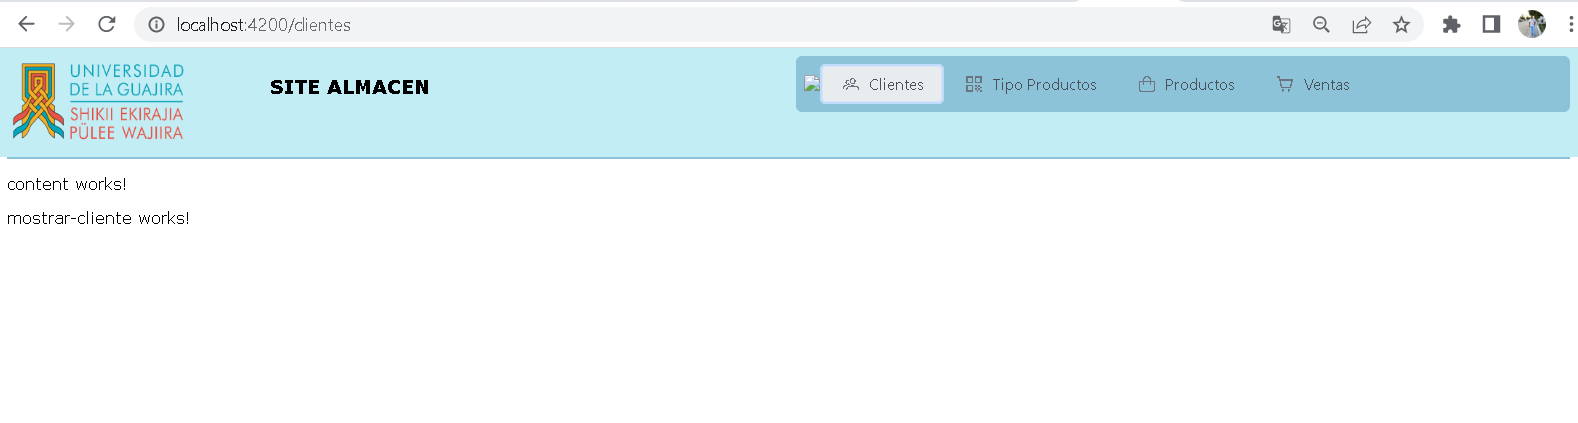 localhost:4200/clientes
UNIVERSIDAD
DE LA GUAJIRA
SHIKII EKIRAJIA
PÜLEE WAJIIRA
SITE ALMACEN
Clientes
Tipo Productos
Productos
Ventas
content works!
mostrar-cliente works!